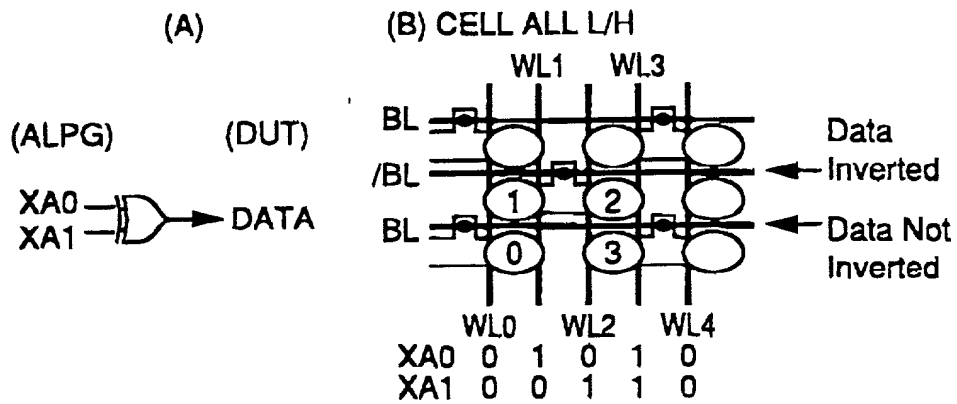 (A)
(B) CELL ALL L/H
WL1 WL3
(ALPG) (DUT)
XA0
XA1
DATA
BL
/BL
BL
1 2
0 3
Data
Inverted
Data Not
Inverted
WL0 WL2 WL4
XA0 0 1 0 1 0
XA1 0 0 1 1 0